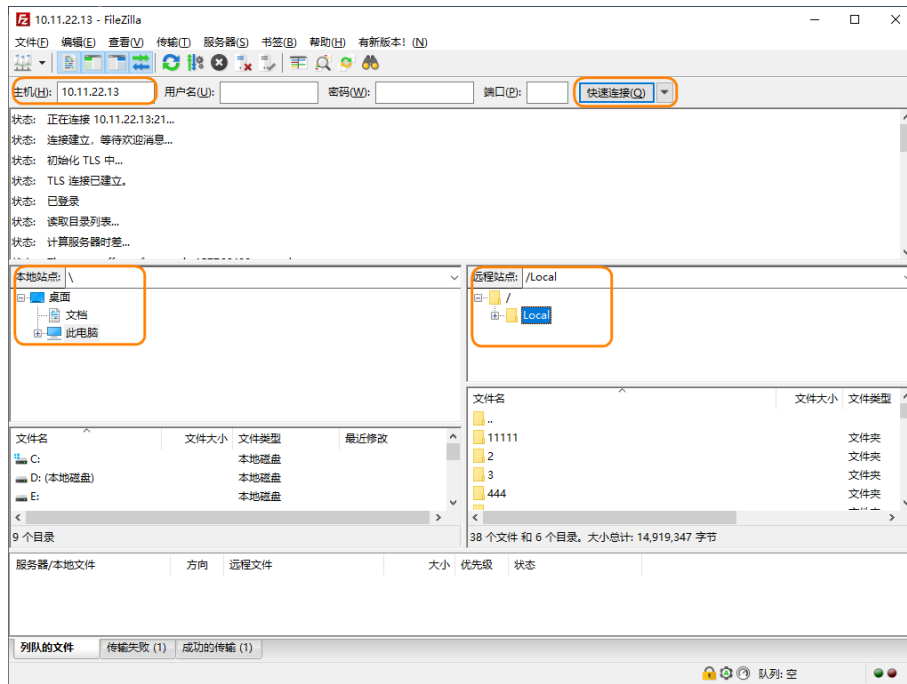 10.11.22.13 - FileZilla
文件(F) 编辑(E) 查看(V) 传输(T) 服务器(S) 书签(B) 帮助(H) 有新版本! (N)
主机(H): 10.11.22.13 用户名(U): 密码(W): 端口(P): 快速连接(Q)
状态: 正在连接 10.11.22.13:21...
状态: 连接建立，等待欢迎消息...
状态: 初始化 TLS 中...
状态: TLS 连接已建立。
状态: 已登录
状态: 读取目录列表...
状态: 计算服务器时差...
本地站点: \
桌面
文档
此电脑
远程站点: /Local
/
Local
文件名 文件大小 文件类型 最近修改
C: 本地磁盘
D: (本地磁盘) 本地磁盘
E: 本地磁盘
9 个目录
文件名 文件大小 文件类型
..
11111 文件夹
2 文件夹
3 文件夹
444 文件夹
38 个文件 和 6 个目录。大小总计: 14,919,347 字节
服务器/本地文件 方向 远程文件 大小 优先级 状态
列队的文件 传输失败 (1) 成功的传输 (1)
队列: 空